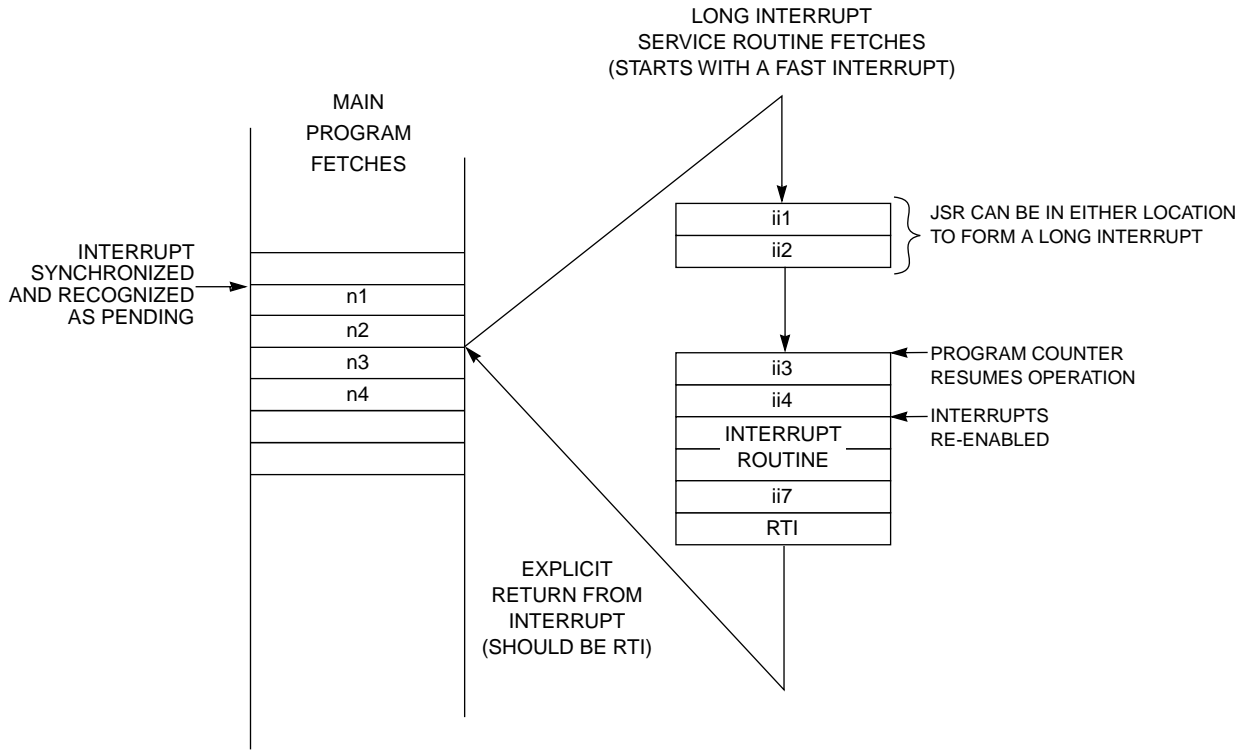 LONG INTERRUPT
SERVICE ROUTINE FETCHES
(STARTS WITH A FAST INTERRUPT)
MAIN
PROGRAM
FETCHES
INTERRUPT
SYNCHRONIZED
AND RECOGNIZED
AS PENDING
n1
n2
n3
n4
ii1
ii2
JSR CAN BE IN EITHER LOCATION
TO FORM A LONG INTERRUPT
ii3
ii4
INTERRUPT
ROUTINE
ii7
RTI
PROGRAM COUNTER
RESUMES OPERATION
INTERRUPTS
RE-ENABLED
EXPLICIT
RETURN FROM
INTERRUPT
(SHOULD BE RTI)